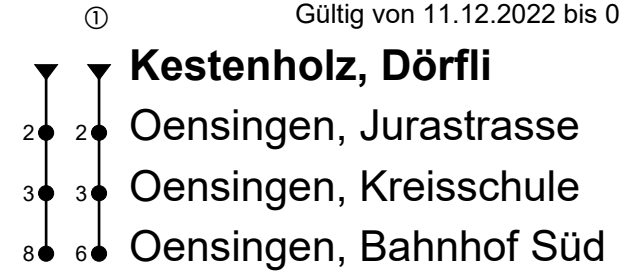 ① Gültig von 11.12.2022 bis 0
Kestenholz, Dörfli
2 2 Oensingen, Jurastrasse
3 3 Oensingen, Kreisschule
8 6 Oensingen, Bahnhof Süd